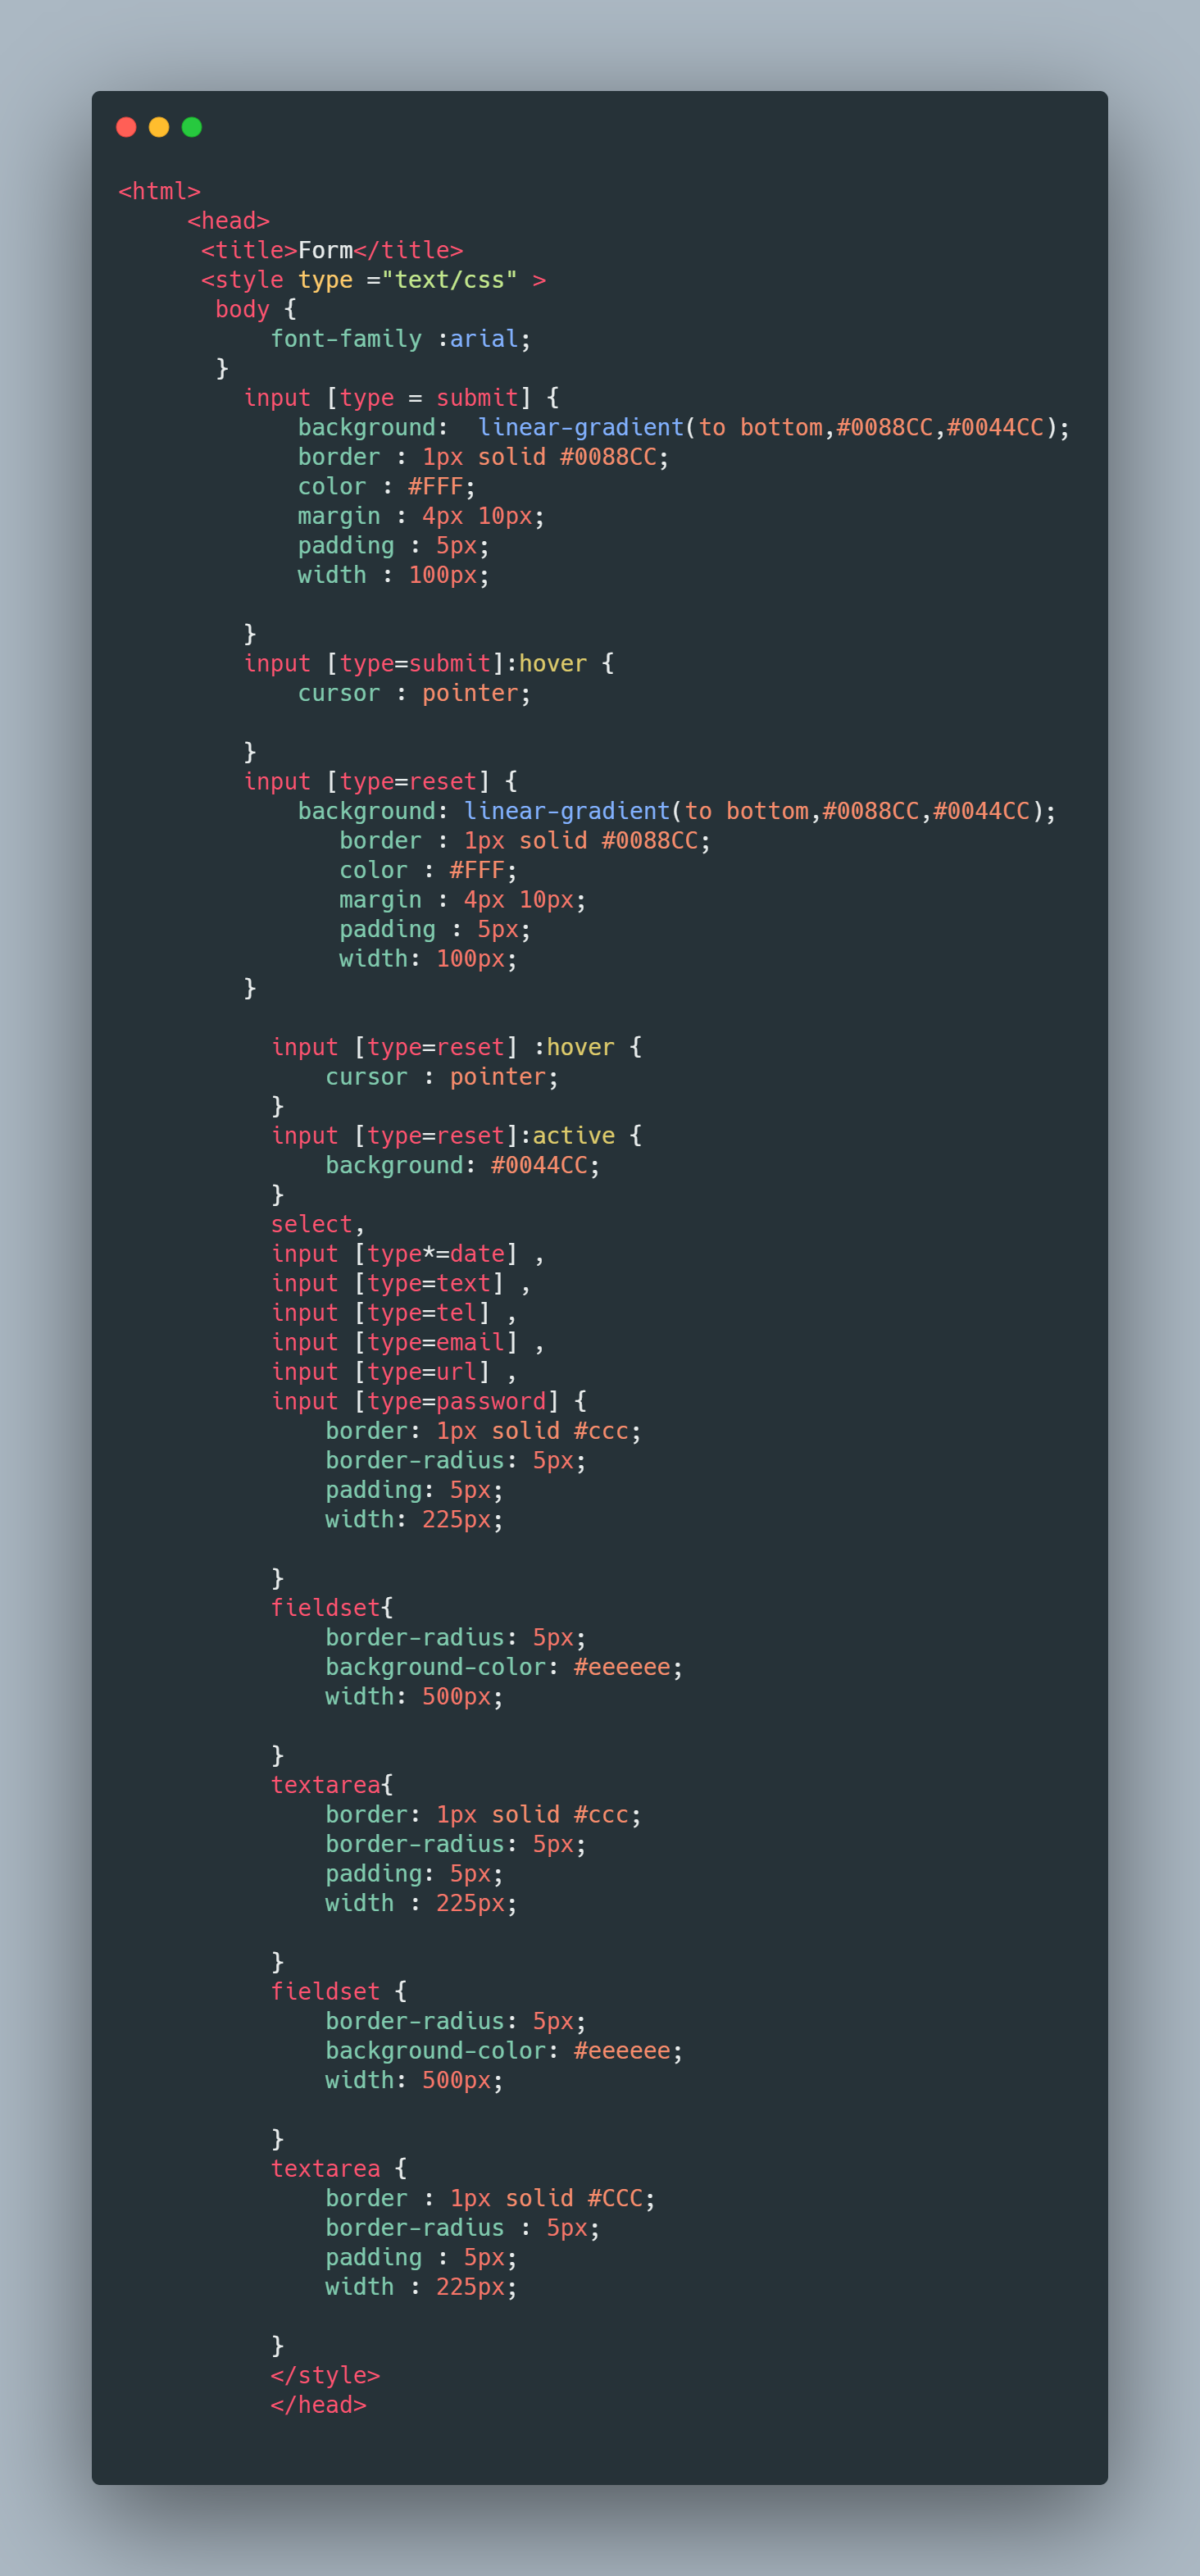 <html>
     <head>
      <title>Form</title>
      <style type ="text/css" >
       body {
           font-family :arial;
       }
         input [type = submit] {
             background:  linear-gradient(to bottom,#0088CC,#0044CC);
             border : 1px solid #0088CC;
             color : #FFF;
             margin : 4px 10px;
             padding : 5px;
             width : 100px;

         }
         input [type=submit]:hover {
             cursor : pointer;

         }
         input [type=reset] {
             background: linear-gradient(to bottom,#0088CC,#0044CC);
                border : 1px solid #0088CC;
                color : #FFF;
                margin : 4px 10px;
                padding : 5px;
                width: 100px;
         }

           input [type=reset] :hover {
               cursor : pointer;
           }
           input [type=reset]:active {
               background: #0044CC;
           }
           select,
           input [type*=date] ,
           input [type=text] ,
           input [type=tel] ,
           input [type=email] ,
           input [type=url] ,
           input [type=password] {
               border: 1px solid #ccc;
               border-radius: 5px;
               padding: 5px;
               width: 225px;

           }
           fieldset{
               border-radius: 5px;
               background-color: #eeeeee;
               width: 500px;

           }
           textarea{
               border: 1px solid #ccc;
               border-radius: 5px;
               padding: 5px;
               width : 225px;

           }
           fieldset {
               border-radius: 5px;
               background-color: #eeeeee;
               width: 500px;

           }
           textarea {
               border : 1px solid #CCC;
               border-radius : 5px;
               padding : 5px;
               width : 225px;

           }
           </style>
           </head>